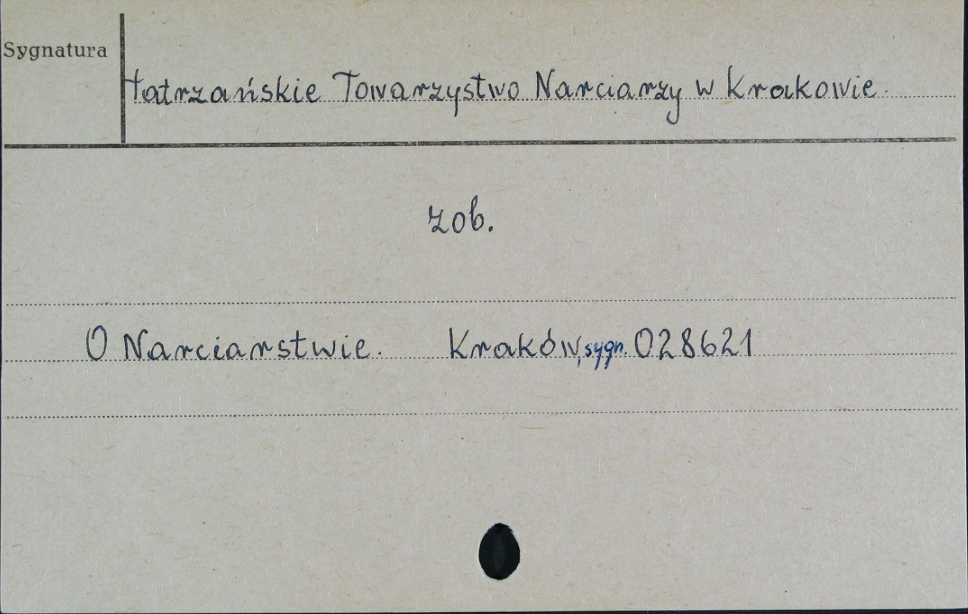 Sygnatura
Tatrzańskie Towarzystwo Narciarzy w Krakowie.
zob.
O Narciarstwie. Kraków, sygn. 028621